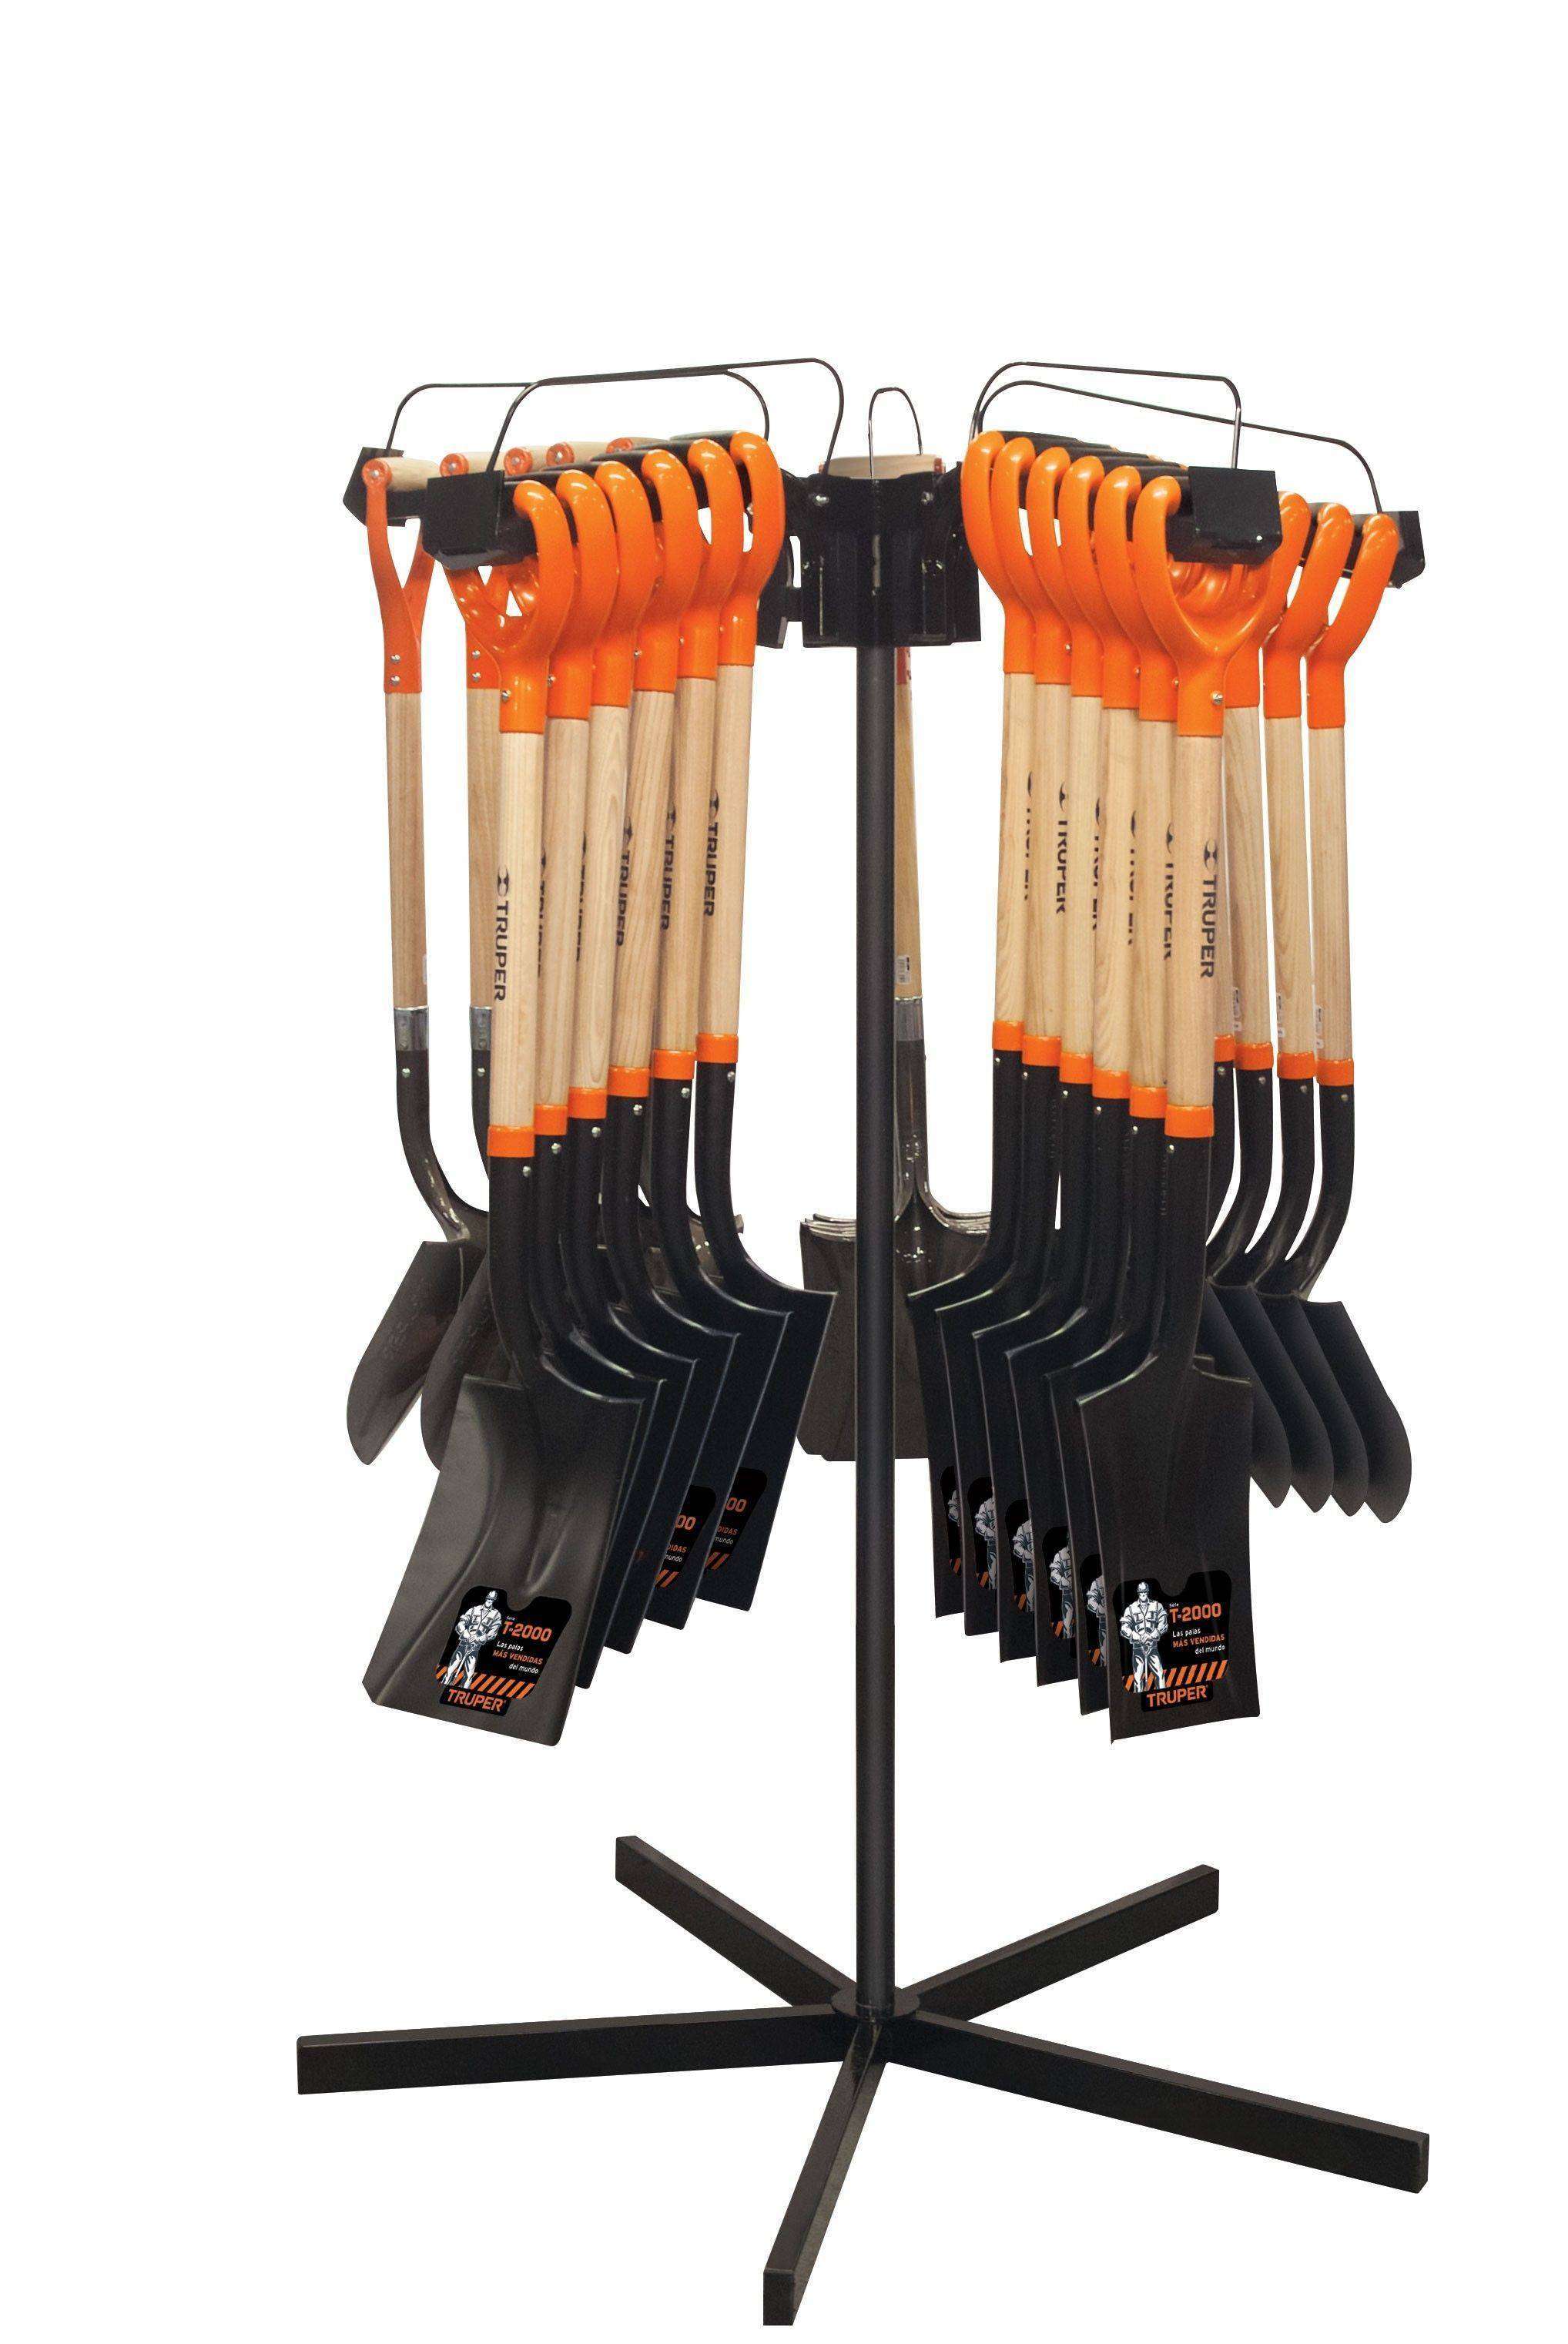 TRUPER
TRUPER
TRUPER
TRUPER
TRUPER
Serie
T-2000
Las palas
MÁS VENDIDAS
del mundo
TRUPER
Serie
T-2000
Las palas
MÁS VENDIDAS
del mundo
TRUPER